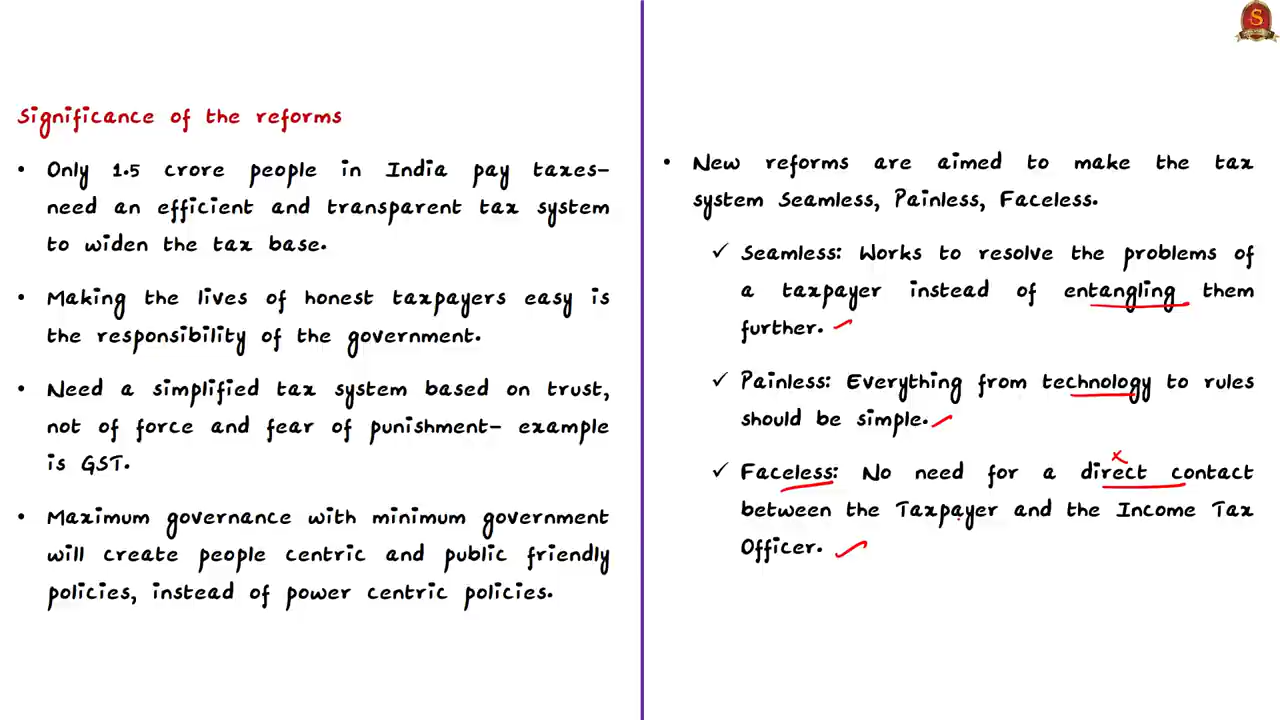 Significance of the reforms
• Only 1.5 crore people in India pay taxes-
need an efficient and transparent tax system
to widen the tax base.
• Making the lives of honest taxpayers easy is
the responsibility of the government.
• Need a simplified tax system based on trust,
not of force and fear of punishment- example
is GST.
• Maximum governance with minimum government
will create people centric and public friendly
policies, instead of power centric policies.
• New reforms are aimed to make the tax
system Seamless, Painless, Faceless.
✓ Seamless: Works to resolve the problems of
a taxpayer instead of entangling them
further.
✓ Painless: Everything from technology to rules
should be simple.
✓ Faceless: No need for a direct contact
between the Taxpayer and the Income Tax
Officer.
S